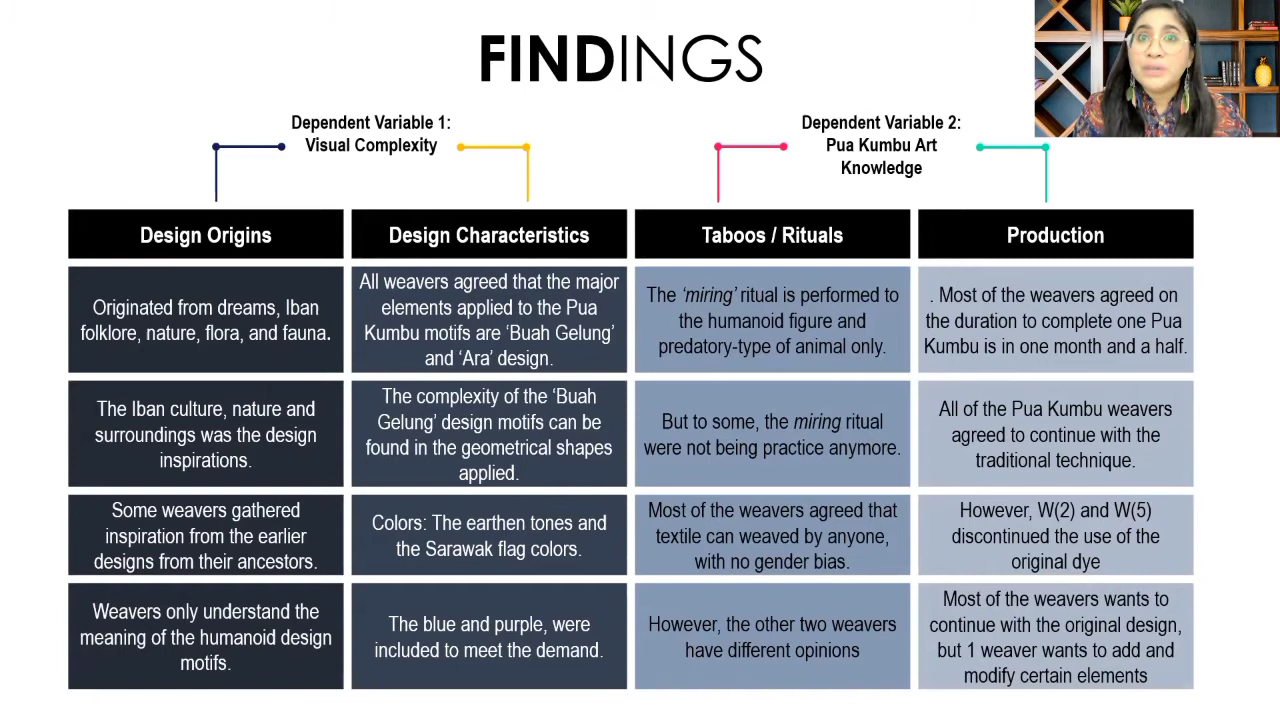 FINDINGS
Dependent Variable 1:
Visual Complexity
Dependent Variable 2:
Pua Kumbu Art
Knowledge
Design Origins
Design Characteristics
Taboos / Rituals
Production
Originated from dreams, Iban
folklore, nature, flora, and fauna.
All weavers agreed that the major
elements applied to the Pua
Kumbu motifs are ‘Buah Gelung’
and ‘Ara’ design.
The ‘miring’ ritual is performed to
the humanoid figure and
predatory-type of animal only.
. Most of the weavers agreed on
the duration to complete one Pua
Kumbu is in one month and a half.
The Iban culture, nature and
surroundings was the design
inspirations.
The complexity of the ‘Buah
Gelung’ design motifs can be
found in the geometrical shapes
applied.
But to some, the miring ritual
were not being practice anymore.
All of the Pua Kumbu weavers
agreed to continue with the
traditional technique.
Some weavers gathered
inspiration from the earlier
designs from their ancestors.
Colors: The earthen tones and
the Sarawak flag colors.
Most of the weavers agreed that
textile can weaved by anyone,
with no gender bias.
However, W(2) and W(5)
discontinued the use of the
original dye
Weavers only understand the
meaning of the humanoid design
motifs.
The blue and purple, were
included to meet the demand.
However, the other two weavers
have different opinions
Most of the weavers wants to
continue with the original design,
but 1 weaver wants to add and
modify certain elements